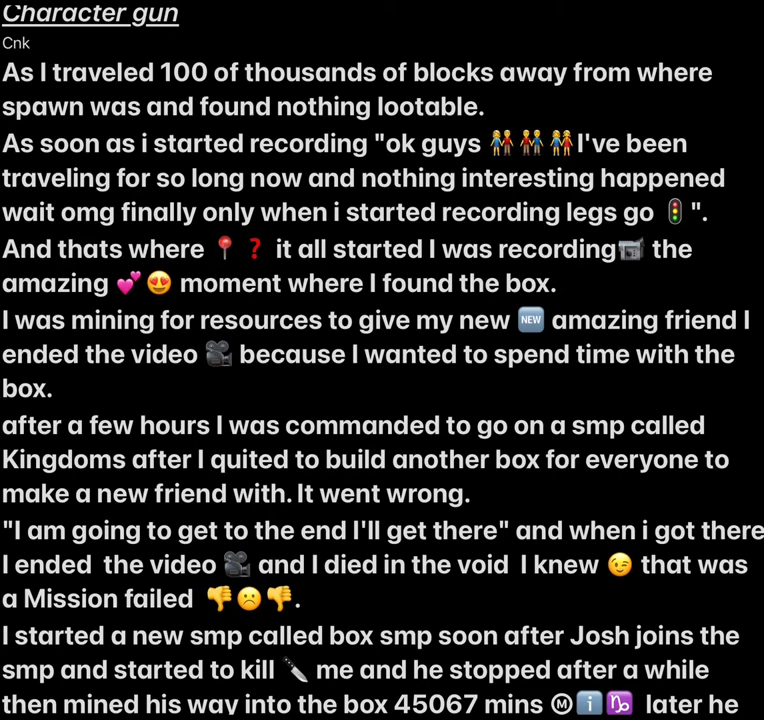 Character gun
Cnk
As I traveled 100 of thousands of blocks away from where
spawn was and found nothing lootable.
As soon as i started recording "ok guys 👭👫👭I've been
traveling for so long now and nothing interesting happened
wait omg finally only when i started recording legs go 🚦".
And thats where 📍❓ it all started I was recording📹 the
amazing 💕😍 moment where I found the box.
I was mining for resources to give my new 🆕 amazing friend I
ended the video 🎥 because I wanted to spend time with the
box.
after a few hours I was commanded to go on a smp called
Kingdoms after I quited to build another box for everyone to
make a new friend with. It went wrong.
"I am going to get to the end I'll get there" and when i got there
I ended  the video 🎥 and I died in the void  I knew 😉 that was
a Mission failed  👎☹️👎.
I started a new smp called box smp soon after Josh joins the
smp and started to kill 🔪 me and he stopped after a while
then mined his way into the box 45067 mins Ⓜ️ℹ️♑  later he